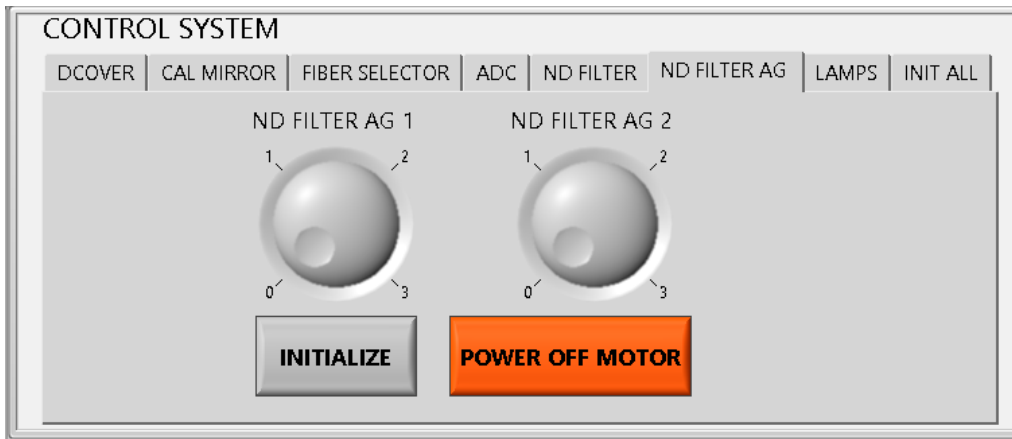 CONTROL SYSTEM
DCOVER CAL MIRROR FIBER SELECTOR ADC ND FILTER ND FILTER AG LAMPS INIT ALL
ND FILTER AG 1 ND FILTER AG 2
1 2 1 2
0 3 0 3
INITIALIZE POWER OFF MOTOR